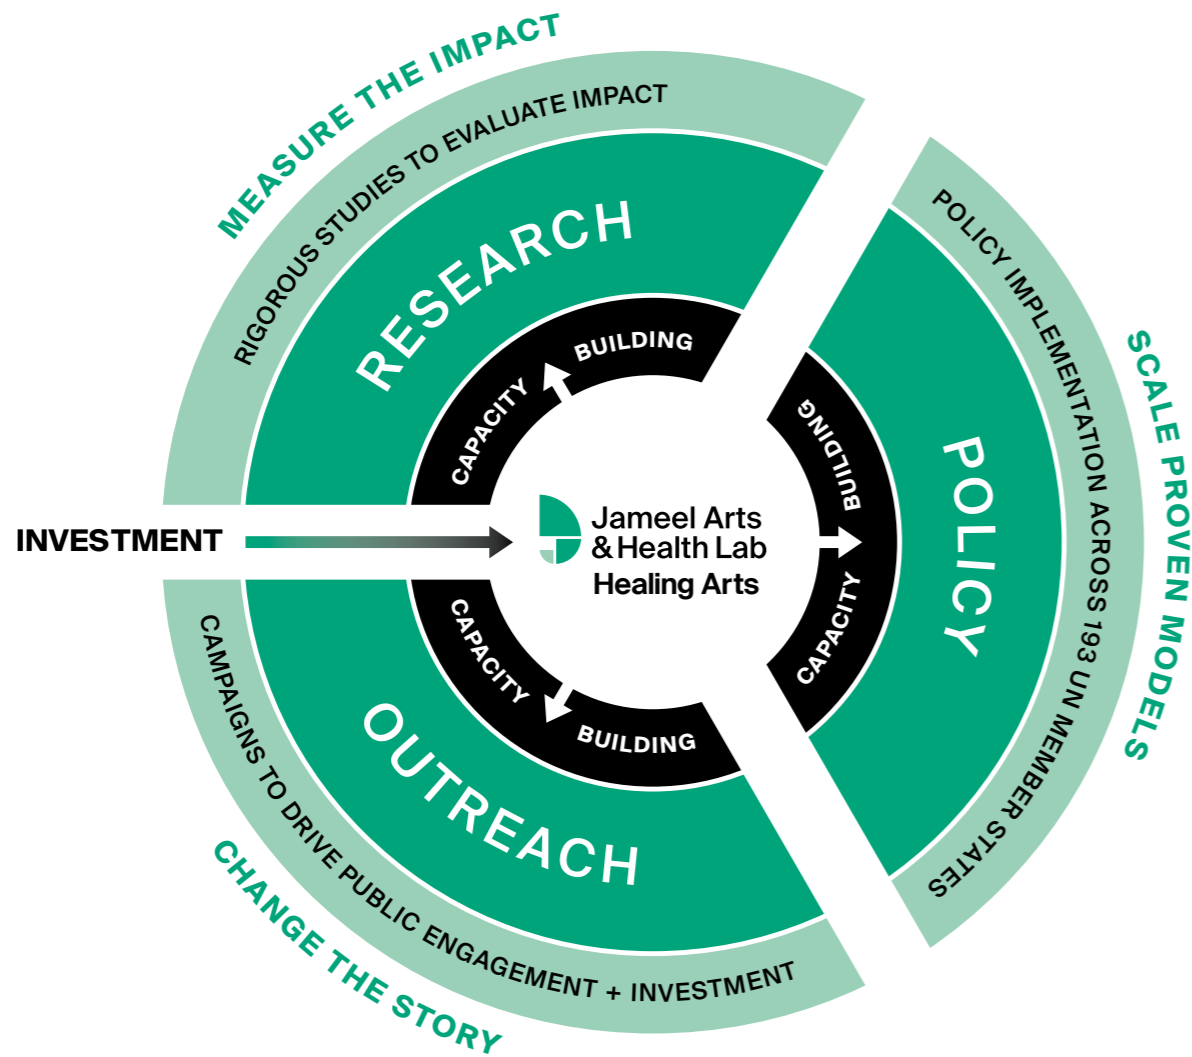 MEASURE THE IMPACT
RIGOROUS STUDIES TO EVALUATE IMPACT
RESEARCH
CAPACITY BUILDING
INVESTMENT
Jameel Arts
& Health Lab
Healing Arts
BUILDING
CAPACITY
POLICY
POLICY IMPLEMENTATION ACROSS 193 UN MEMBER STATES
SCALE PROVEN MODELS
CAPACITY BUILDING
OUTREACH
CAMPAIGNS TO DRIVE PUBLIC ENGAGEMENT + INVESTMENT
CHANGE THE STORY